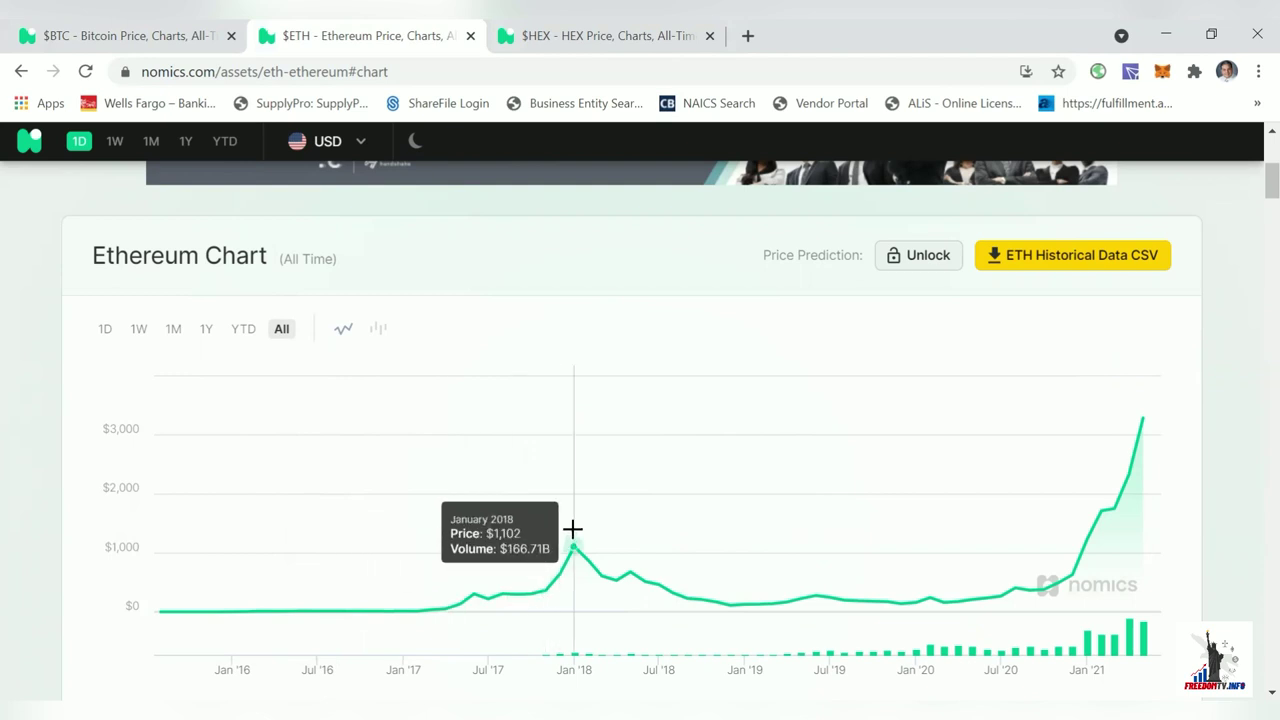 $BTC - Bitcoin Price, Charts, All-T
$ETH - Ethereum Price, Charts, Al
$HEX - HEX Price, Charts, All-Tim
nomics.com/assets/eth-ethereum#chart
Apps
Wells Fargo – Banki...
SupplyPro: SupplyP...
ShareFile Login
Business Entity Sear...
CB
NAICS Search
Vendor Portal
ALiS - Online Licens...
https://fulfillment.a...
»
1D 1W 1M 1Y YTD
USD
handshake
Ethereum Chart (All Time)
Price Prediction: Unlock
ETH Historical Data CSV
1D 1W 1M 1Y YTD All
$3,000
$2,000
$1,000
$0
January 2018
Price: $1,102
Volume: $166.71B
nomics
Jan '16 Jul '16 Jan '17 Jul '17 Jan '18 Jul '18 Jan '19 Jul '19 Jan '20 Jul '20 Jan '21
FREEDOMTV.INFO